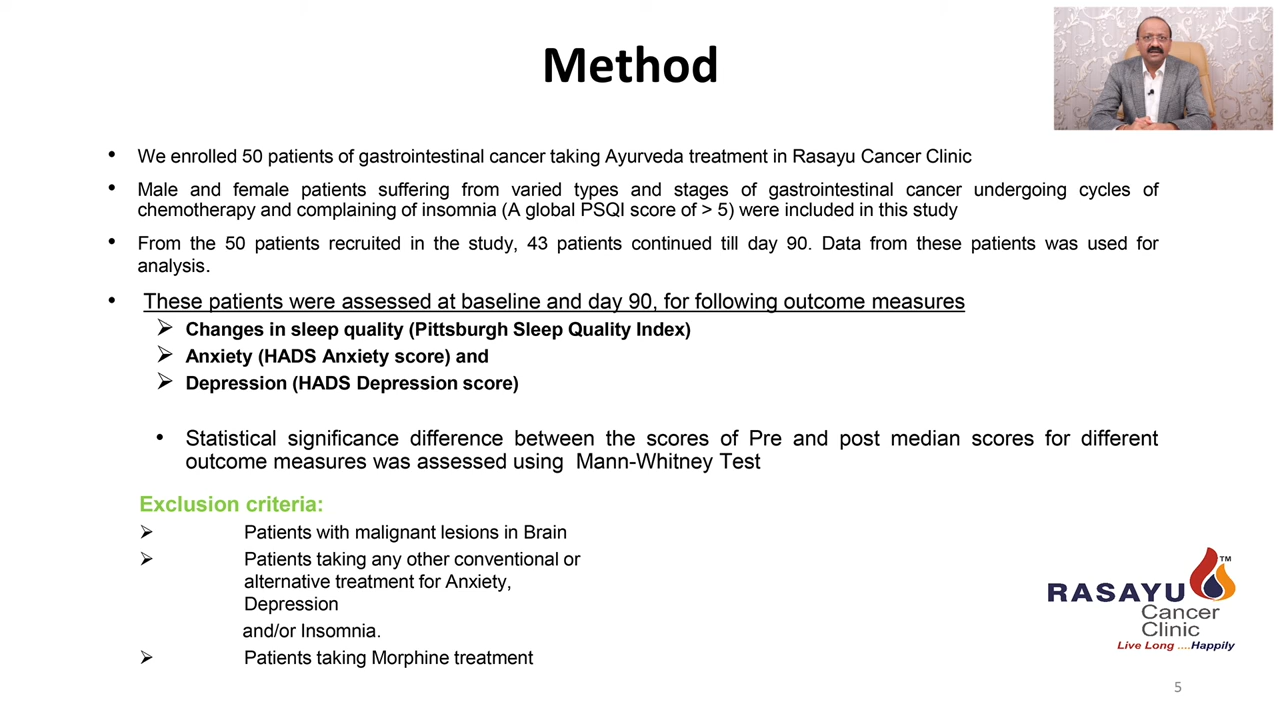 Method
• We enrolled 50 patients of gastrointestinal cancer taking Ayurveda treatment in Rasayu Cancer Clinic
• Male and female patients suffering from varied types and stages of gastrointestinal cancer undergoing cycles of
chemotherapy and complaining of insomnia (A global PSQI score of > 5) were included in this study
• From the 50 patients recruited in the study, 43 patients continued till day 90. Data from these patients was used for
analysis.
• These patients were assessed at baseline and day 90, for following outcome measures
➢ Changes in sleep quality (Pittsburgh Sleep Quality Index)
➢ Anxiety (HADS Anxiety score) and
➢ Depression (HADS Depression score)
• Statistical significance difference between the scores of Pre and post median scores for different
outcome measures was assessed using Mann-Whitney Test
Exclusion criteria:
➢ Patients with malignant lesions in Brain
➢ Patients taking any other conventional or
alternative treatment for Anxiety,
Depression
and/or Insomnia.
➢ Patients taking Morphine treatment
RASAYU TM
Cancer
Clinic
Live Long ....Happily
5